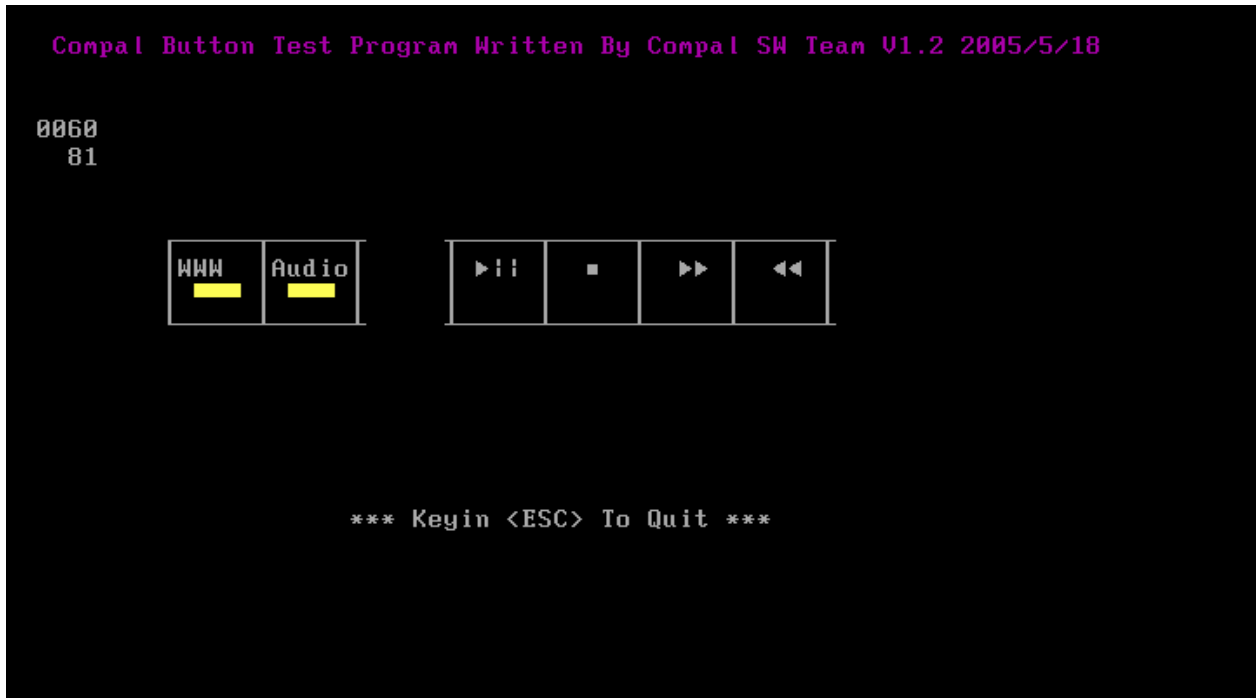 Compal Button Test Program Written By Compal SW Team V1.2 2005/5/18
0060
81
WWW Audio ►¦¦ ■ ►► ◄◄
*** Keyin <ESC> To Quit ***